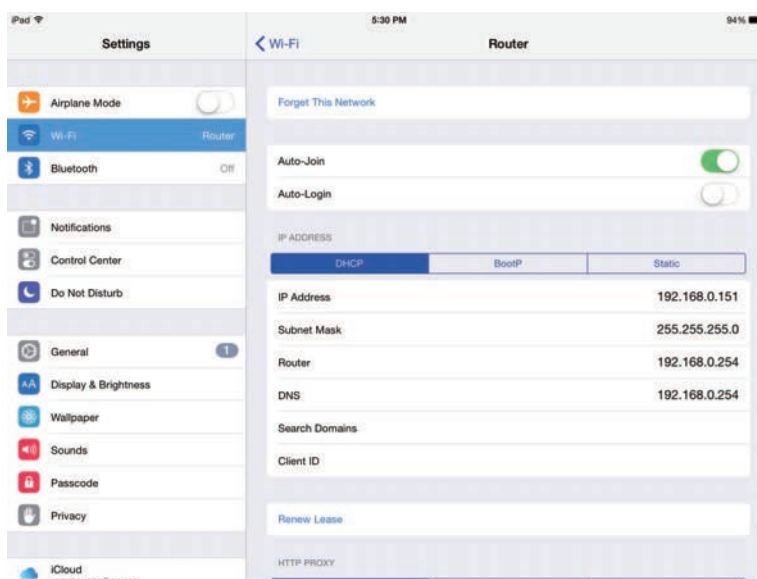 iPad 5:30 PM 94%
Settings
Wi-Fi Router
Airplane Mode
Wi-Fi Router
Bluetooth Off
Notifications
Control Center
Do Not Disturb
General 1
AA Display & Brightness
Wallpaper
Sounds
Passcode
Privacy
iCloud
Forget This Network
Auto-Join
Auto-Login
IP ADDRESS
DHCP BootP Static
IP Address 192.168.0.151
Subnet Mask 255.255.255.0
Router 192.168.0.254
DNS 192.168.0.254
Search Domains
Client ID
Renew Lease
HTTP PROXY